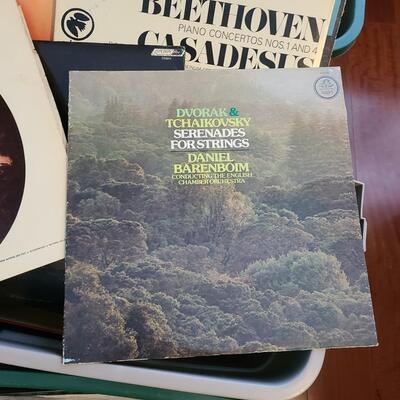 BEETHOVEN
PIANO CONCERTOS NOS. 1 AND 4
CASADESUS
DVORAK &
TCHAIKOVSKY
SERENADES
FOR STRINGS
DANIEL
BARENBOIM
CONDUCTING THE ENGLISH
CHAMBER ORCHESTRA